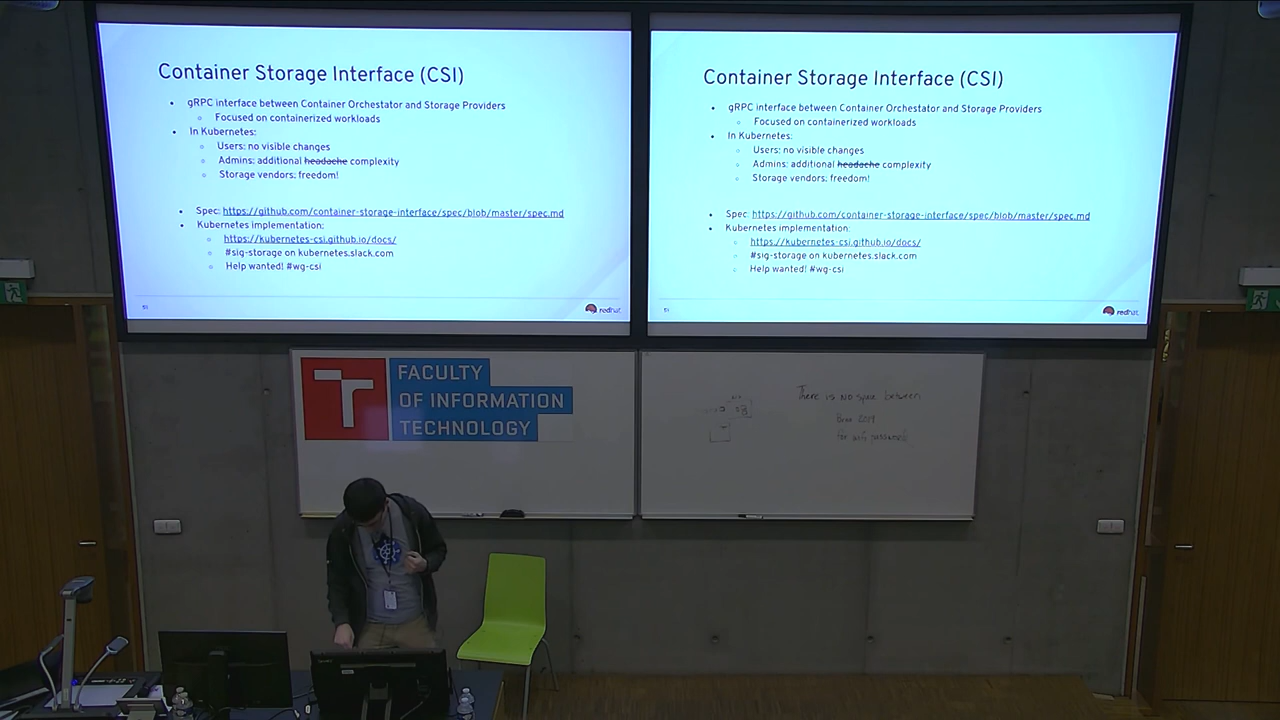 Container Storage Interface (CSI)
• gRPC interface between Container Orchestator and Storage Providers
○ Focused on containerized workloads
• In Kubernetes:
○ Users: no visible changes
○ Admins: additional headache complexity
○ Storage vendors: freedom!
• Spec: https://github.com/container-storage-interface/spec/blob/master/spec.md
• Kubernetes implementation:
○ https://kubernetes-csi.github.io/docs/
○ #sig-storage on kubernetes.slack.com
○ Help wanted! #wg-csi
redhat
Container Storage Interface (CSI)
• gRPC interface between Container Orchestator and Storage Providers
○ Focused on containerized workloads
• In Kubernetes:
○ Users: no visible changes
○ Admins: additional headache complexity
○ Storage vendors: freedom!
• Spec: https://github.com/container-storage-interface/spec/blob/master/spec.md
• Kubernetes implementation:
○ https://kubernetes-csi.github.io/docs/
○ #sig-storage on kubernetes.slack.com
○ Help wanted! #wg-csi
redhat
FACULTY
OF INFORMATION
TECHNOLOGY
There is no space between
2019
for